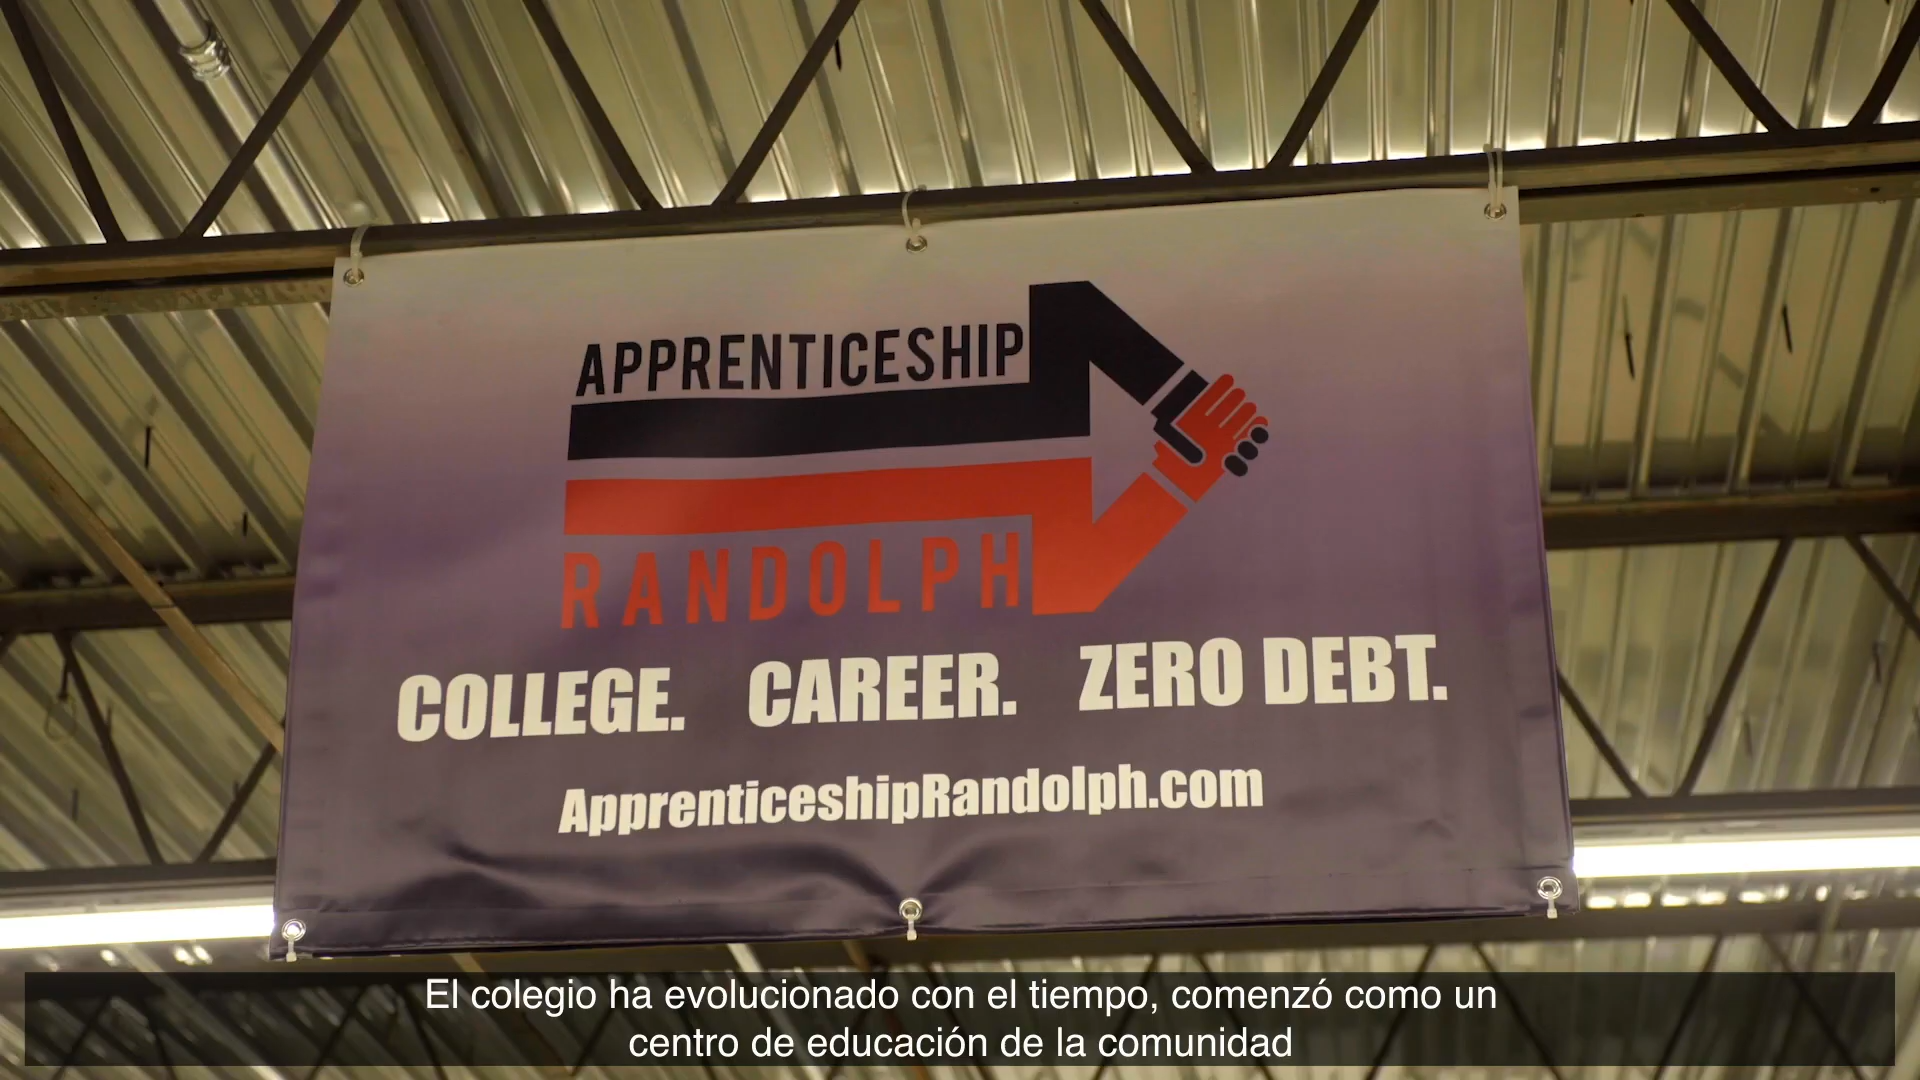 APPRENTICESHIP
RANDOLPH
COLLEGE. CAREER. ZERO DEBT.
ApprenticeshipRandolph.com
El colegio ha evolucionado con el tiempo, comenzó como un
centro de educación de la comunidad